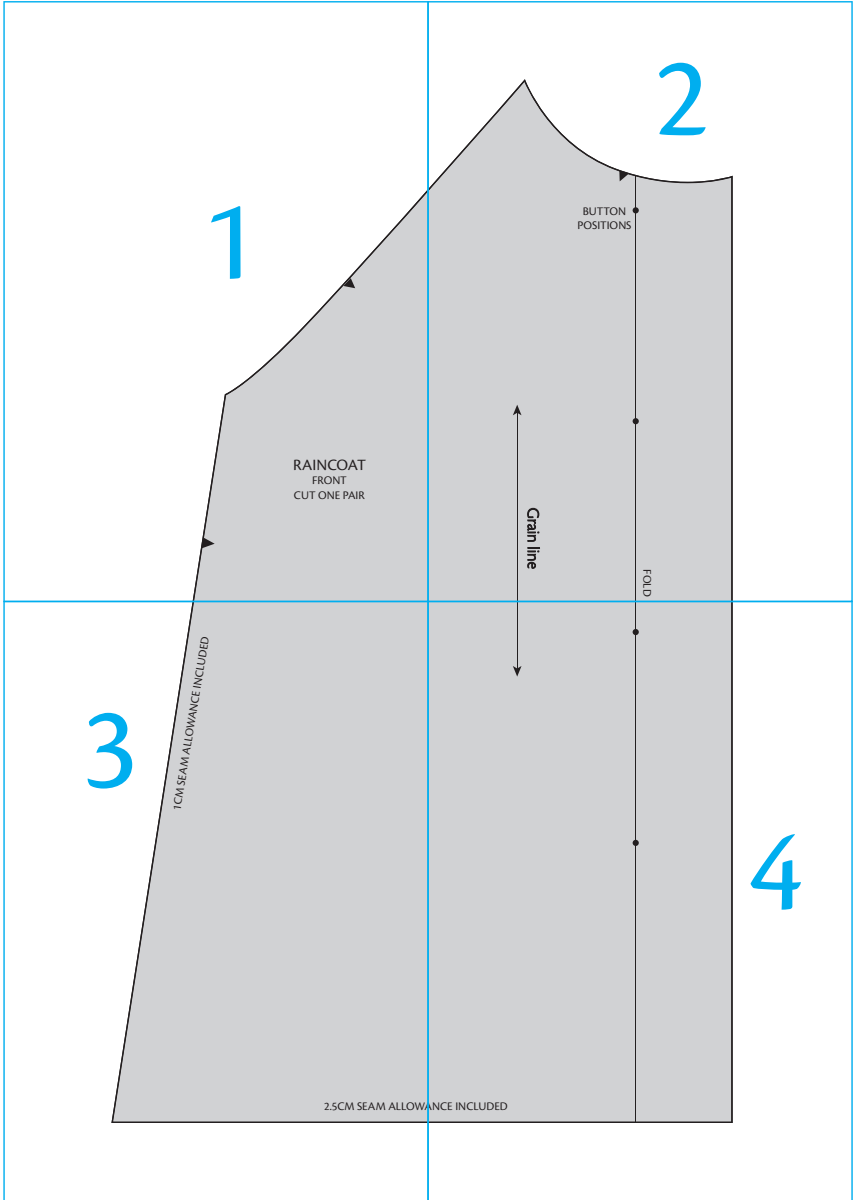 2
1
BUTTON
POSITIONS
RAINCOAT
FRONT
CUT ONE PAIR
Grain line
FOLD
1CM SEAM ALLOWANCE INCLUDED
3
4
2.5CM SEAM ALLOWANCE INCLUDED